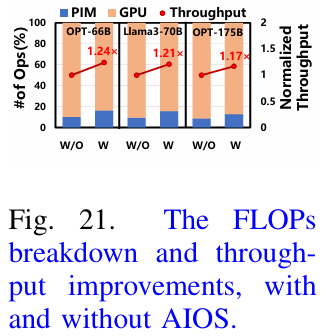 PIM GPU Throughput
OPT-66B Llama3-70B OPT-175B
1.24× 1.21× 1.17×
#of Ops(%)
100
80
60
40
20
0
2
1.5
1
0.5
0
Normalized
Throughput
W/O W W/O W W/O W
Fig. 21. The FLOPs
breakdown and through-
put improvements, with
and without AIOS.